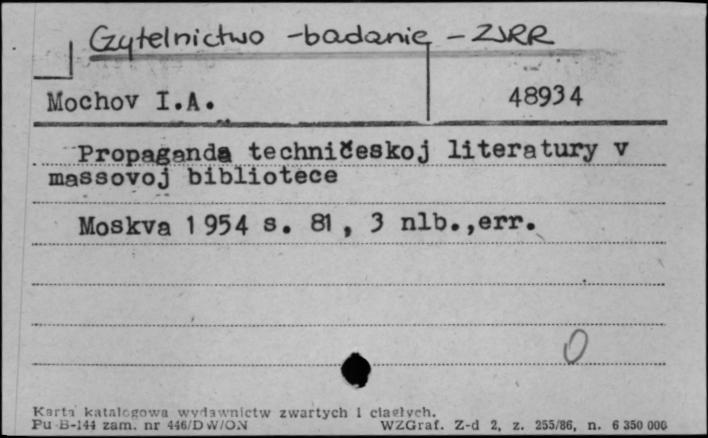 Czytelnictwo -badanie - ZSRR
Mochov I.A. 48934
Propaganda techničeskoj literatury v
massovoj bibliotece
Moskva 1954 s. 81, 3 nlb.,err.
0
Karta katalogowa wydawnictw zwartych i ciągłych.
Pu B-144 zam. nr 446/DW/ON WZGraf. Z-d 2, z. 255/86, n. 6 350 000